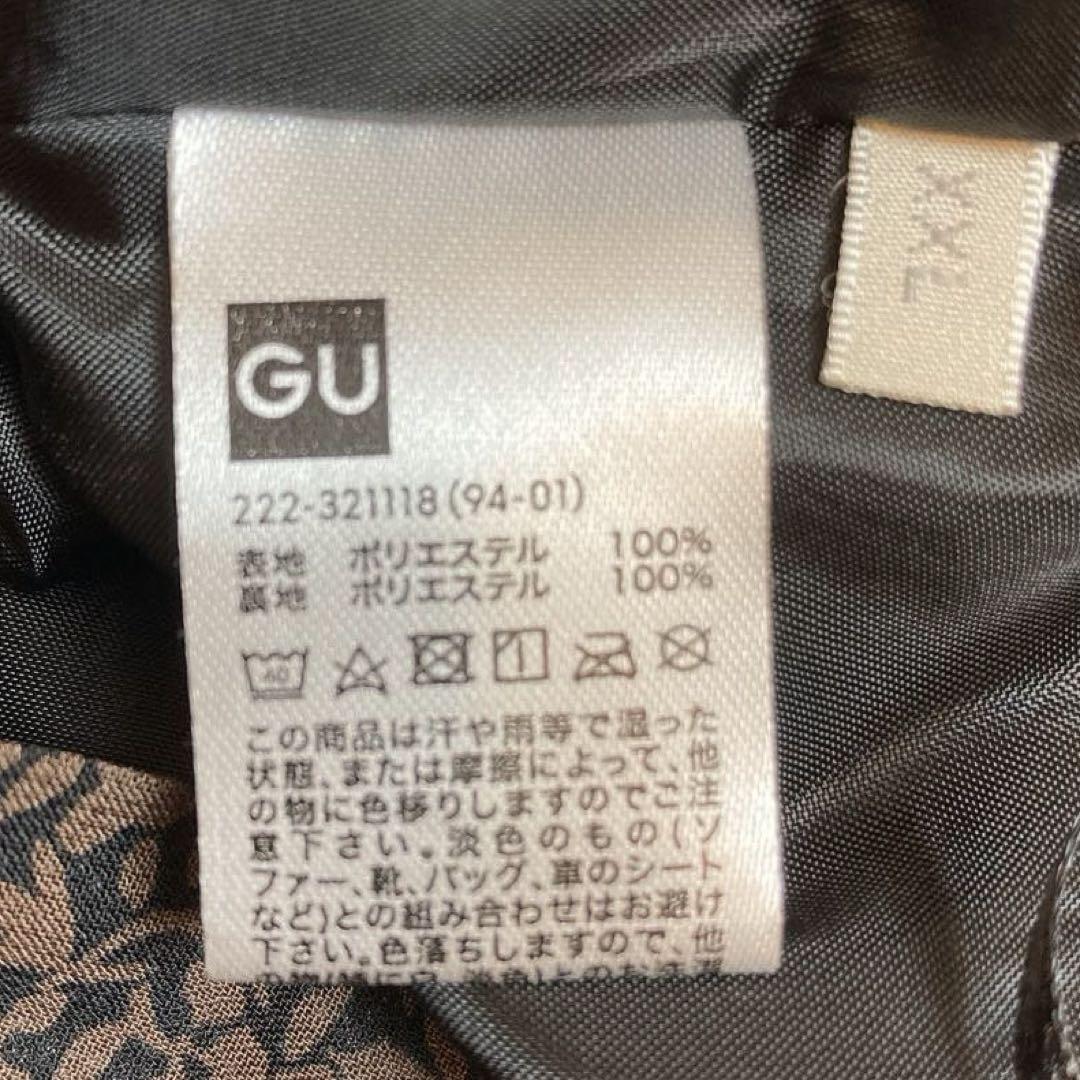 GU
XXL
222-321118(94-01)
表地 ポリエステル 100%
裏地 ポリエステル 100%
40
この商品は汗や雨等で湿った
状態、または摩擦によって、他
の物に色移りしますのでご注
意下さい。淡色のもの(ソ
ファー、靴、バッグ、車のシート
など)との組み合わせはお避け
下さい。色落ちしますので、他